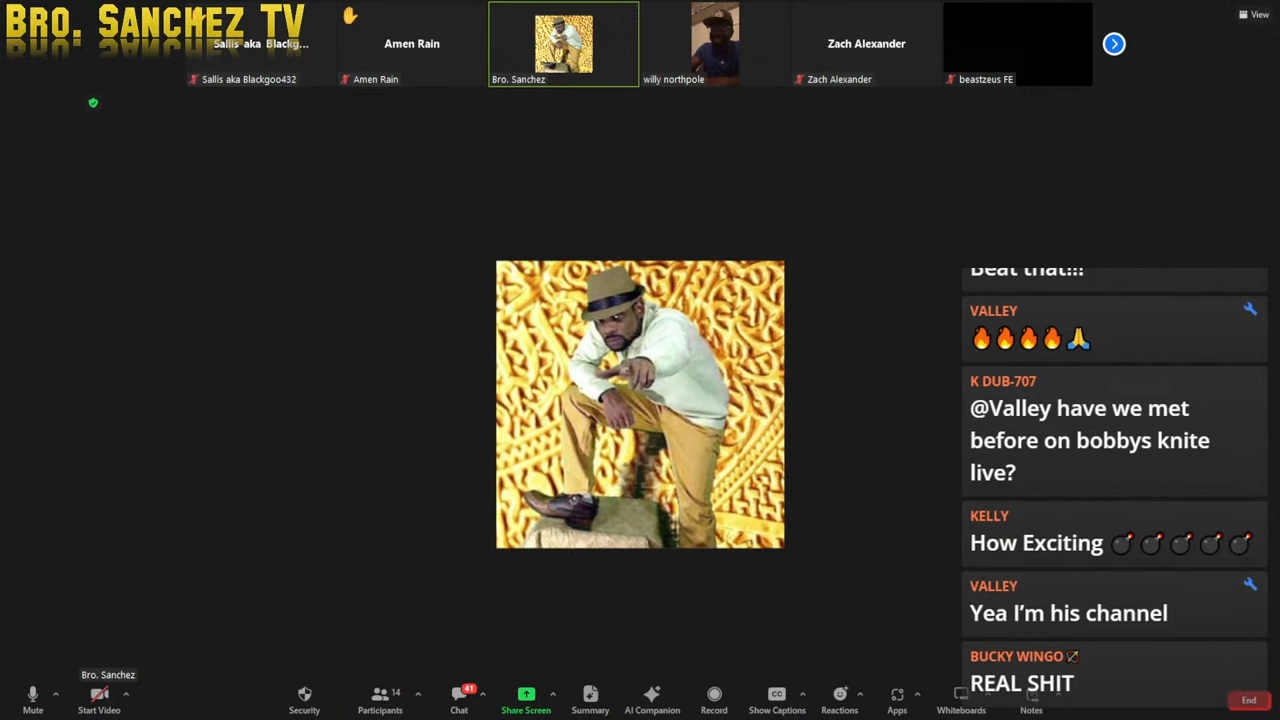 BRO. SANCHEZ TV
Sallis aka Blackg...
Amen Rain
Zach Alexander
View
Sallis aka Blackgoo432
Amen Rain
Bro. Sanchez
willy northpole
Zach Alexander
beastzeus FE
Beat that!!!
VALLEY
🔥🔥🔥🔥🙏
K DUB-707
@Valley have we met
before on bobbys knite
live?
KELLY
How Exciting 💣💣💣💣💣
VALLEY
Yea I'm his channel
BUCKY WINGO🏹
REAL SHIT
Bro. Sanchez
41
14
Mute
Start Video
Security
Participants
Chat
Share Screen
Summary
AI Companion
Record
CC
Show Captions
Reactions
Apps
Whiteboards
Notes
End